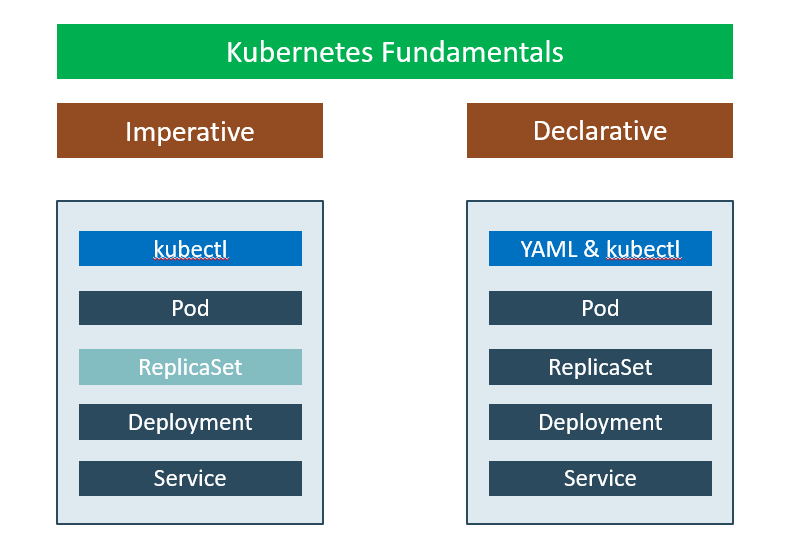 Kubernetes Fundamentals
Imperative
Declarative
kubectl
Pod
ReplicaSet
Deployment
Service
YAML & kubectl
Pod
ReplicaSet
Deployment
Service